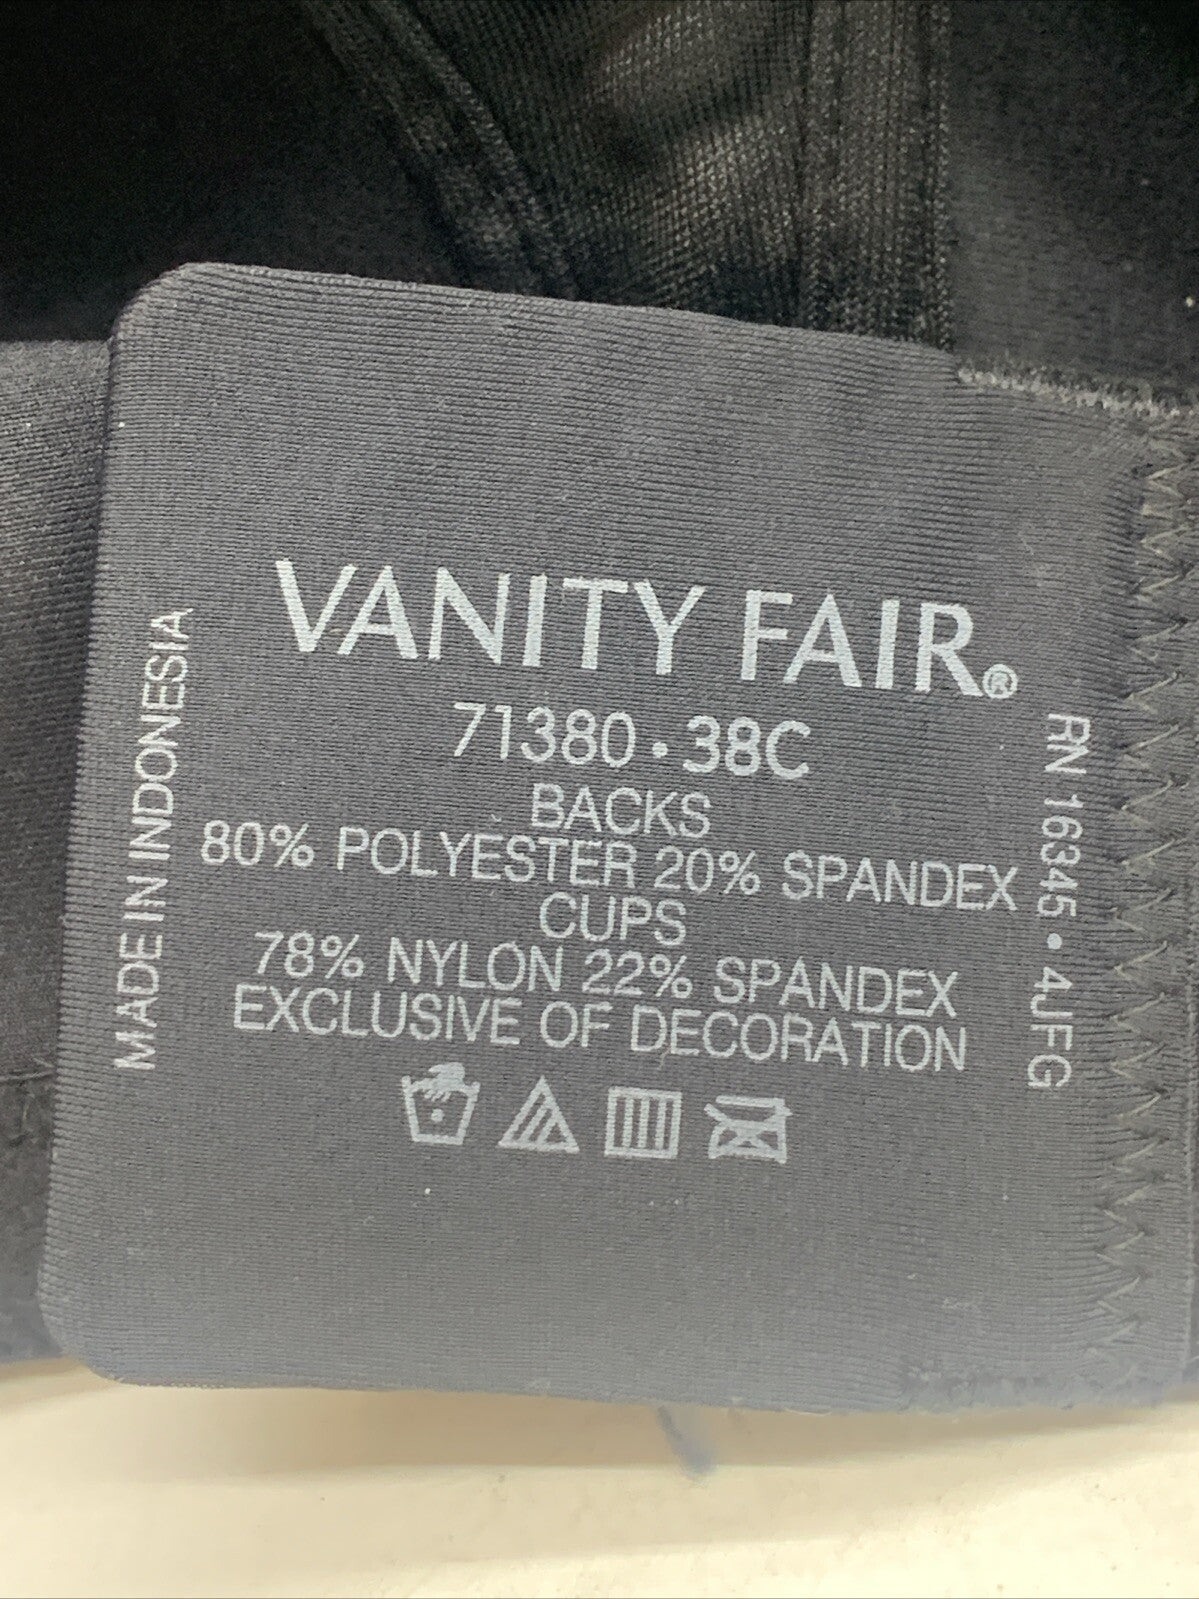 VANITY FAIR®
71380 • 38C
BACKS
80% POLYESTER 20% SPANDEX
CUPS
78% NYLON 22% SPANDEX
EXCLUSIVE OF DECORATION
MADE IN INDONESIA
RN 16345 • 4JFG